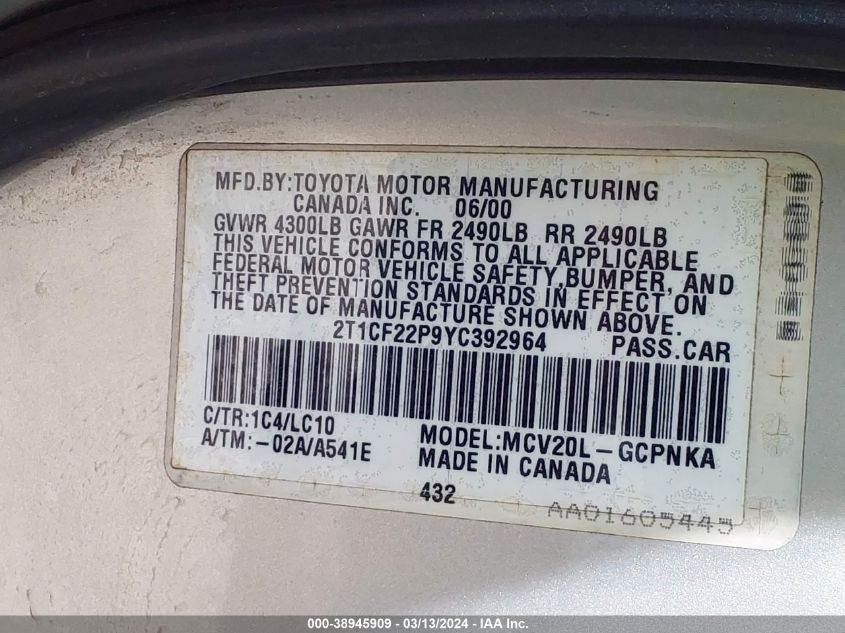 MFD.BY:TOYOTA MOTOR MANUFACTURING
CANADA INC. 06/00
GVWR 4300LB GAWR FR 2490LB RR 2490LB
THIS VEHICLE CONFORMS TO ALL APPLICABLE
FEDERAL MOTOR VEHICLE SAFETY,BUMPER, AND
THEFT PREVENTION STANDARDS IN EFFECT ON
THE DATE OF MANUFACTURE SHOWN ABOVE.
2T1CF22P9YC392964 PASS.CAR
C/TR:1C4/LC10
A/TM:-02A/A541E
MODEL:MCV20L-GCPNKA
MADE IN CANADA
432
AA01605445
000-38945909 - 03/13/2024 - IAA Inc.